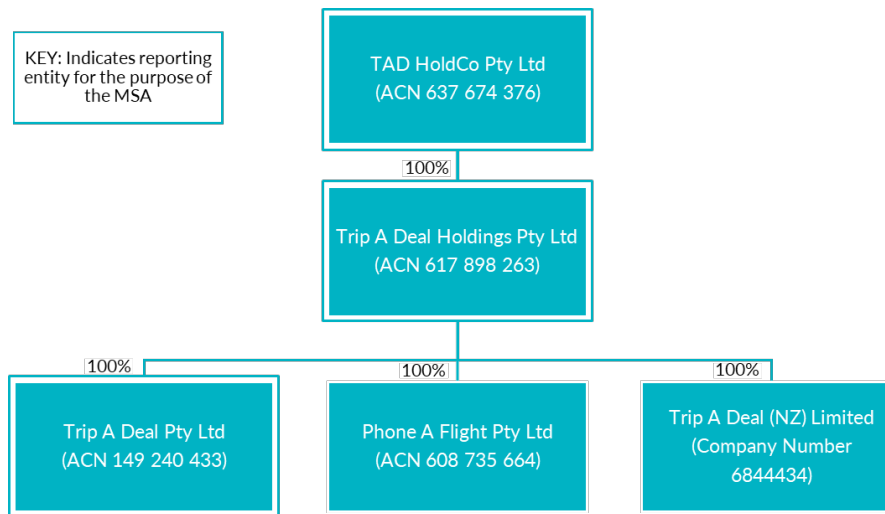 KEY: Indicates reporting
entity for the purpose of
the MSA
TAD HoldCo Pty Ltd
(ACN 637 674 376)
100%
Trip A Deal Holdings Pty Ltd
(ACN 617 898 263)
100%
100%
100%
Trip A Deal Pty Ltd
(ACN 149 240 433)
Phone A Flight Pty Ltd
(ACN 608 735 664)
Trip A Deal (NZ) Limited
(Company Number
6844434)